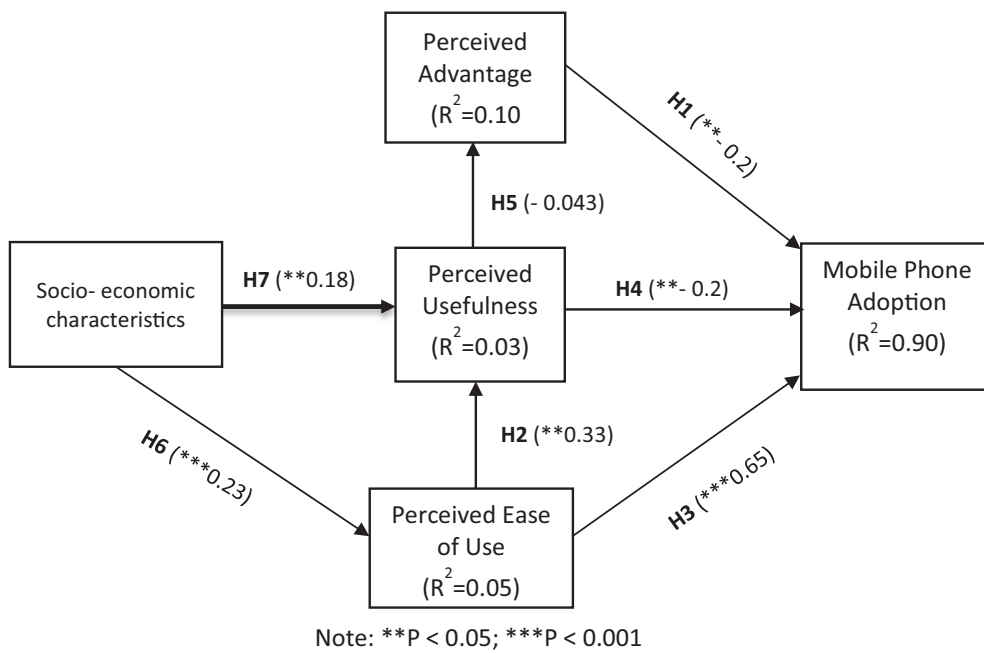 Perceived
Advantage
(R²=0.10
H1 (**- 0.2)
H5 (- 0.043)
Socio- economic
characteristics
H7 (**0.18)
Perceived
Usefulness
(R²=0.03)
H4 (**- 0.2)
Mobile Phone
Adoption
(R²=0.90)
H6 (***0.23)
H2 (**0.33)
H3 (***0.65)
Perceived Ease
of Use
(R²=0.05)
Note: **P < 0.05; ***P < 0.001